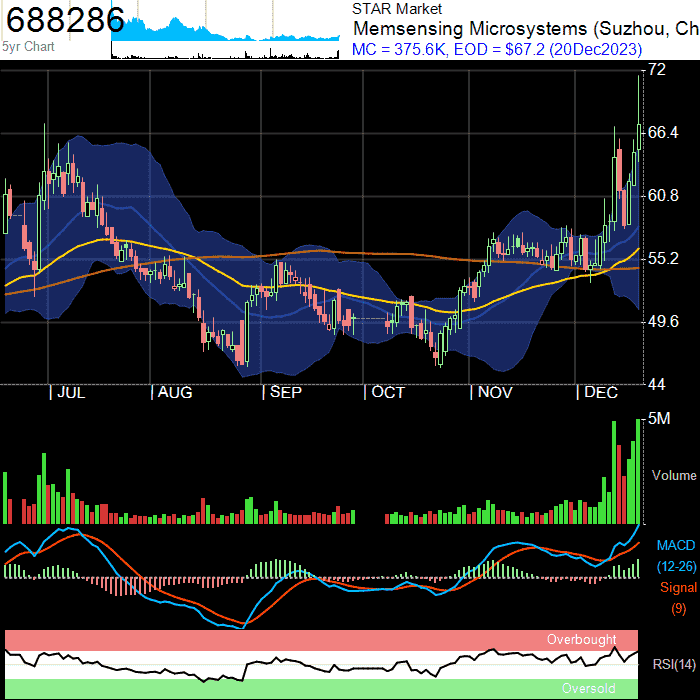 688286
5yr Chart
STAR Market
Memsensing Microsystems (Suzhou, Ch
MC = 375.6K, EOD = $67.2 (20Dec2023)
72
66.4
60.8
55.2
49.6
44
JUL AUG SEP OCT NOV DEC
5M
Volume
MACD
(12-26)
Signal
(9)
Overbought
RSI(14)
Oversold